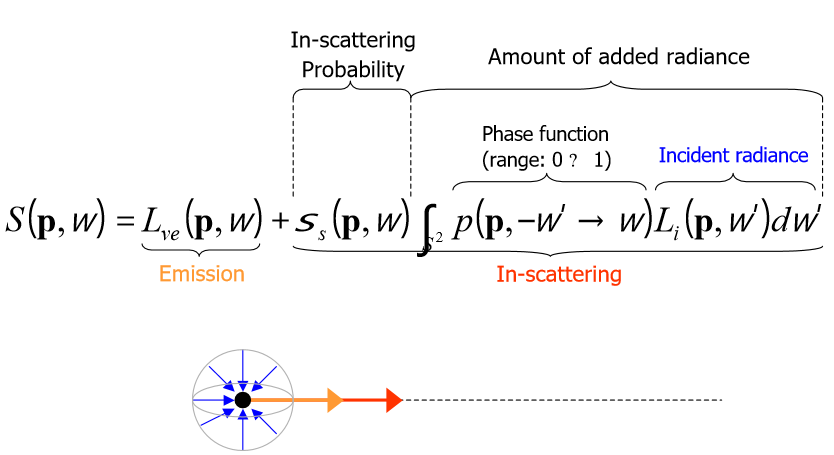 In-scattering
Probability
Amount of added radiance
Phase function
(range: 0 ? 1)
Incident radiance
S(p, w) = L_ve(p, w) + s_s(p, w) ∫_S² p(p, −w' → w) L_i(p, w') dw'
Emission
In-scattering